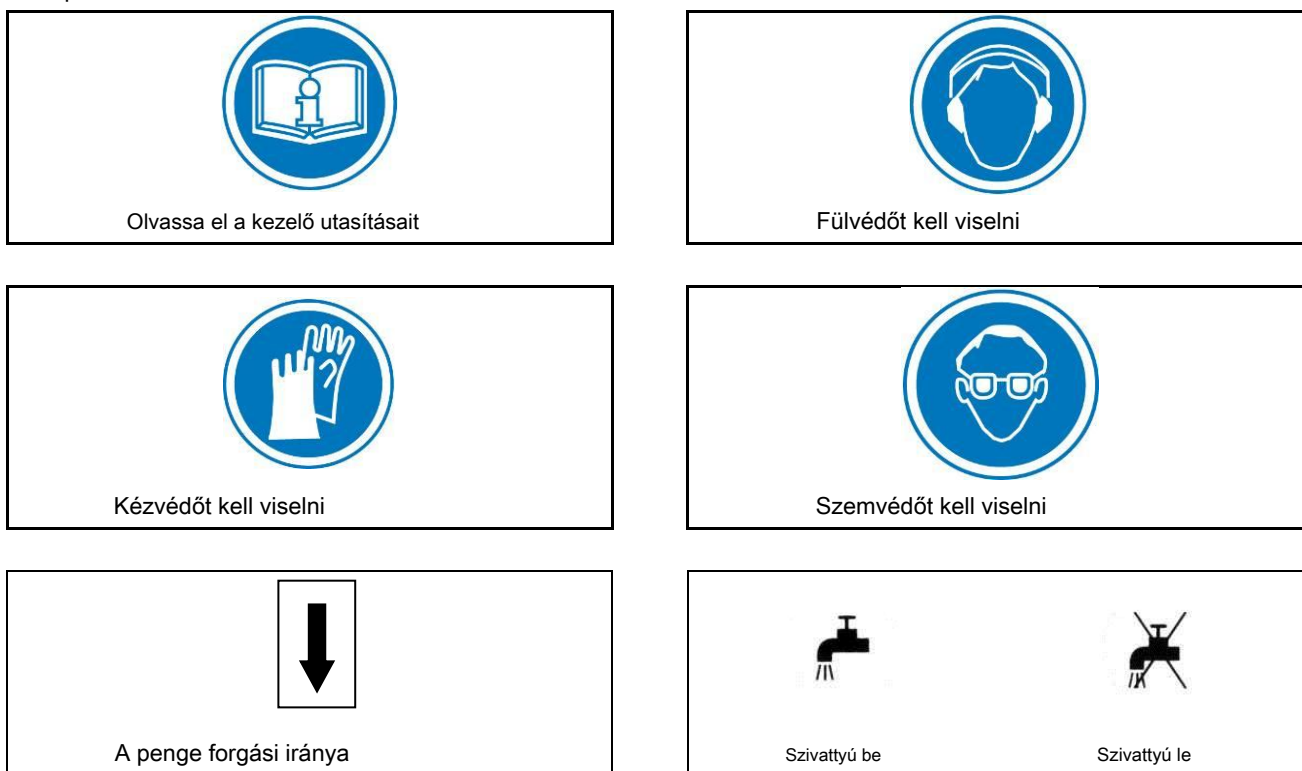 Olvassa el a kezelő utasításait
Fülvédőt kell viselni
Kézvédőt kell viselni
Szemvédőt kell viselni
A penge forgási iránya
Szivattyú be
Szivattyú le